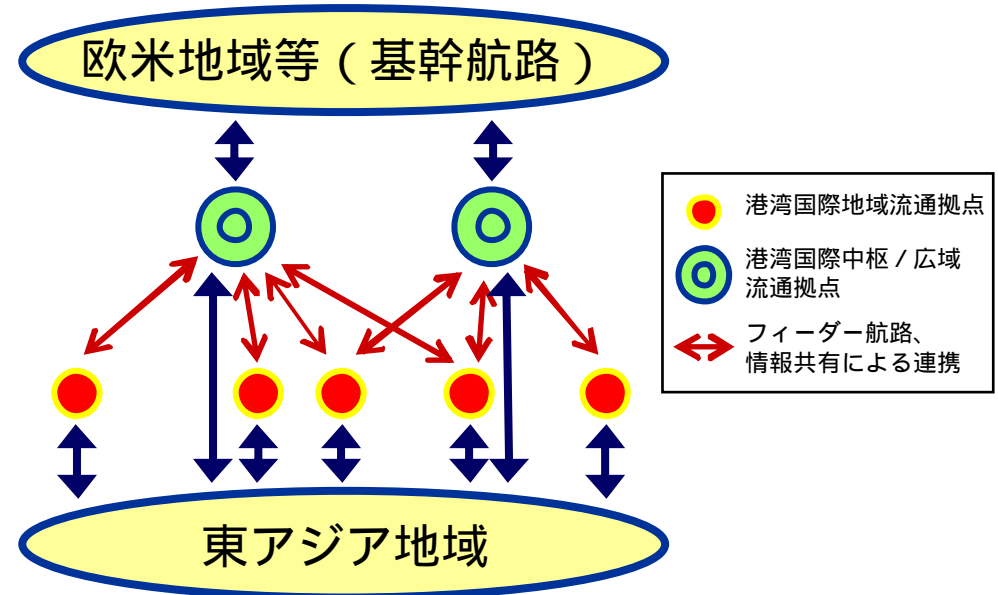 欧米地域等（基幹航路）
港湾国際地域流通拠点
港湾国際中枢/広域
流通拠点
フィーダー航路、
情報共有による連携
東アジア地域